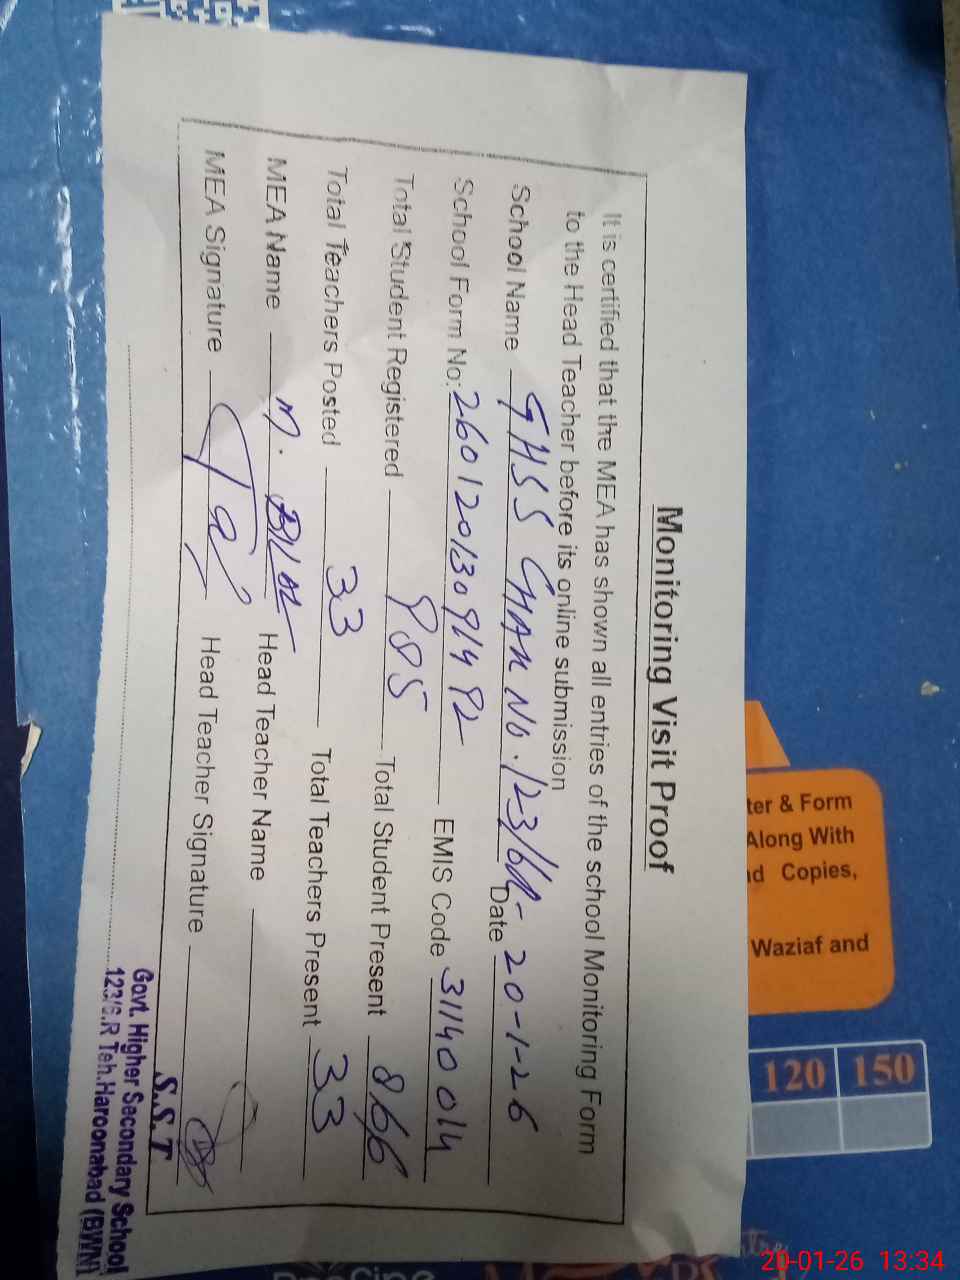 Monitoring Visit Proof
It is certified that the MEA has shown all entries of the school Monitoring Form
to the Head Teacher before its online submission
School Name GHSS CHAK NO. 123/6R Date 20-1-26
School Form No: EMIS Code 31140014
Total Student Registered 985 Total Student Present 866
Total Teachers Posted 33 Total Teachers Present 33
MEA Name M. Head Teacher Name
MEA Signature Head Teacher Signature
S.S.T
Govt. Higher Secondary School
123/6.R Teh.Haroonabad (BWN)
ter & Form
Along With
nd Copies,
Waziaf and
120 150
20-01-26 13:34